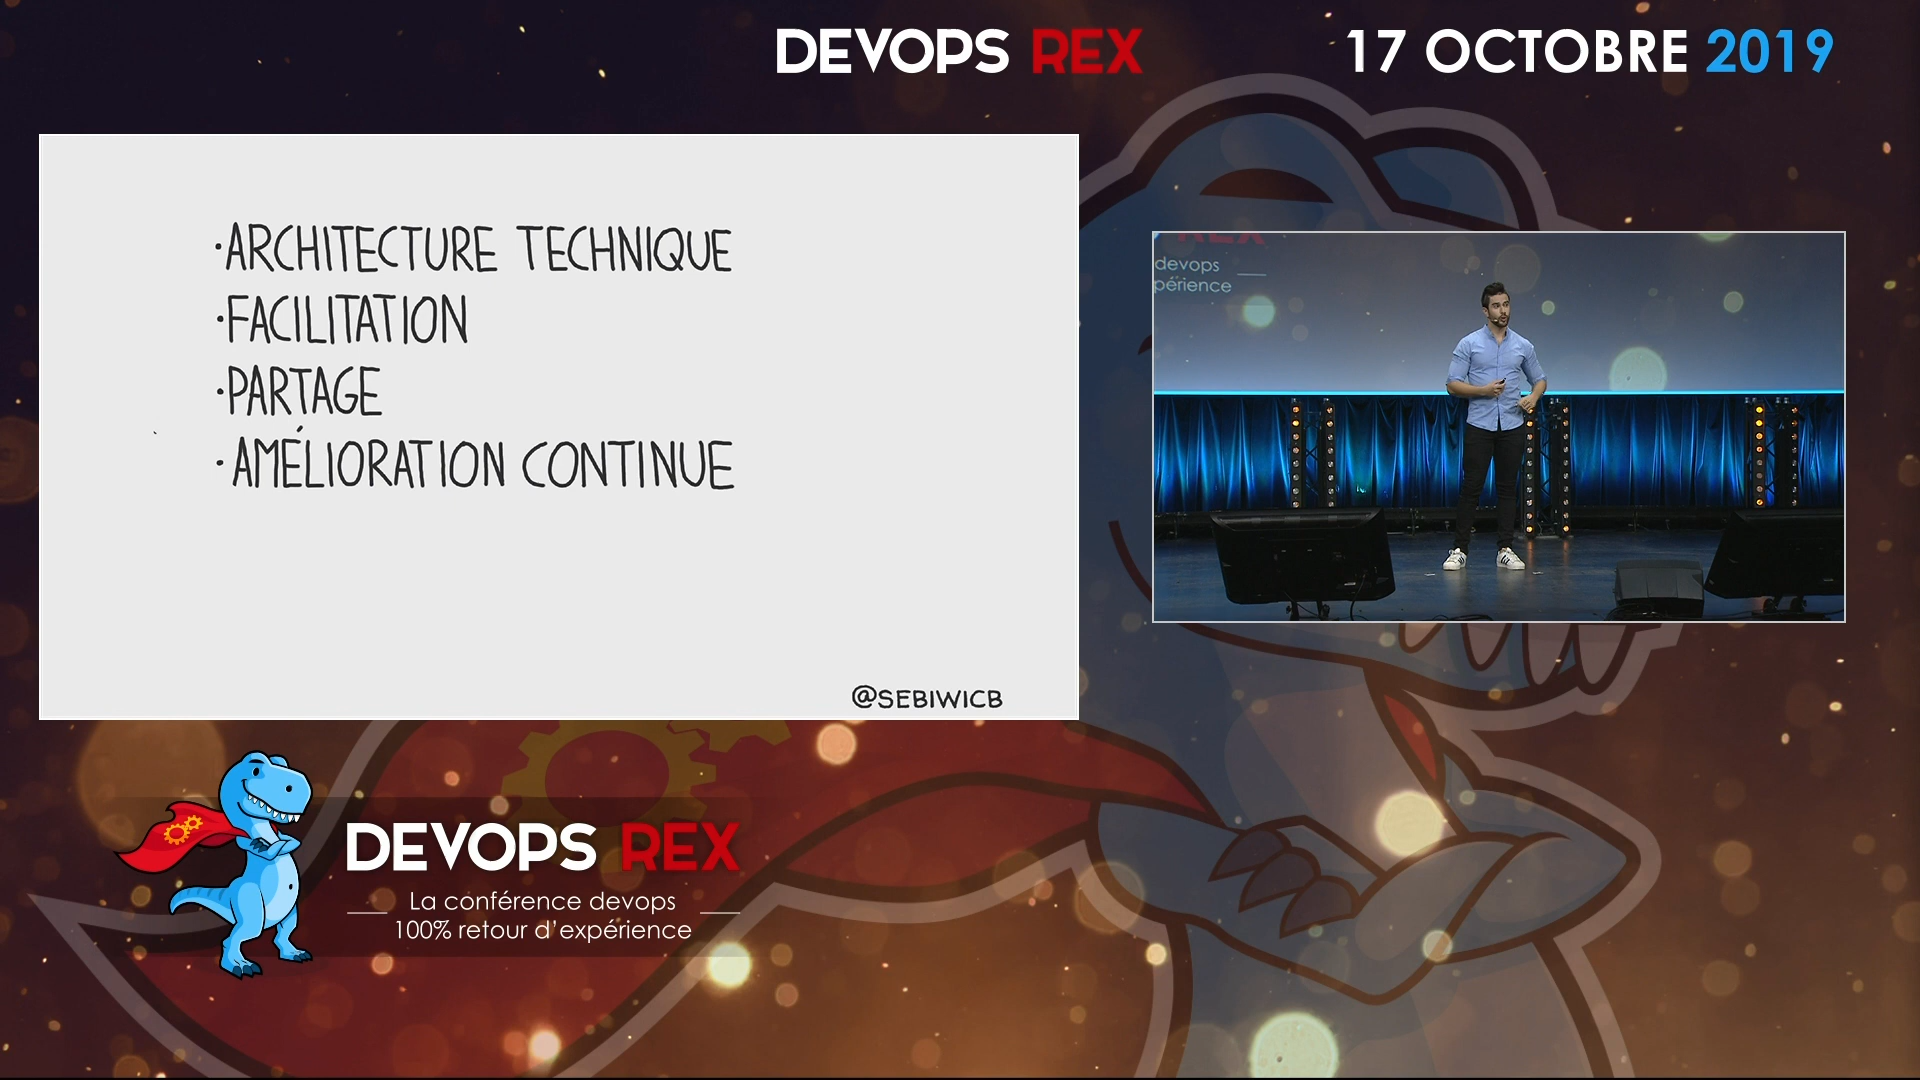 DEVOPS REX
17 OCTOBRE 2019
·ARCHITECTURE TECHNIQUE
·FACILITATION
·PARTAGE
·AMÉLIORATION CONTINUE
@SEBIWICB
REX
devops
périence
DEVOPS REX
La conférence devops
100% retour d'expérience